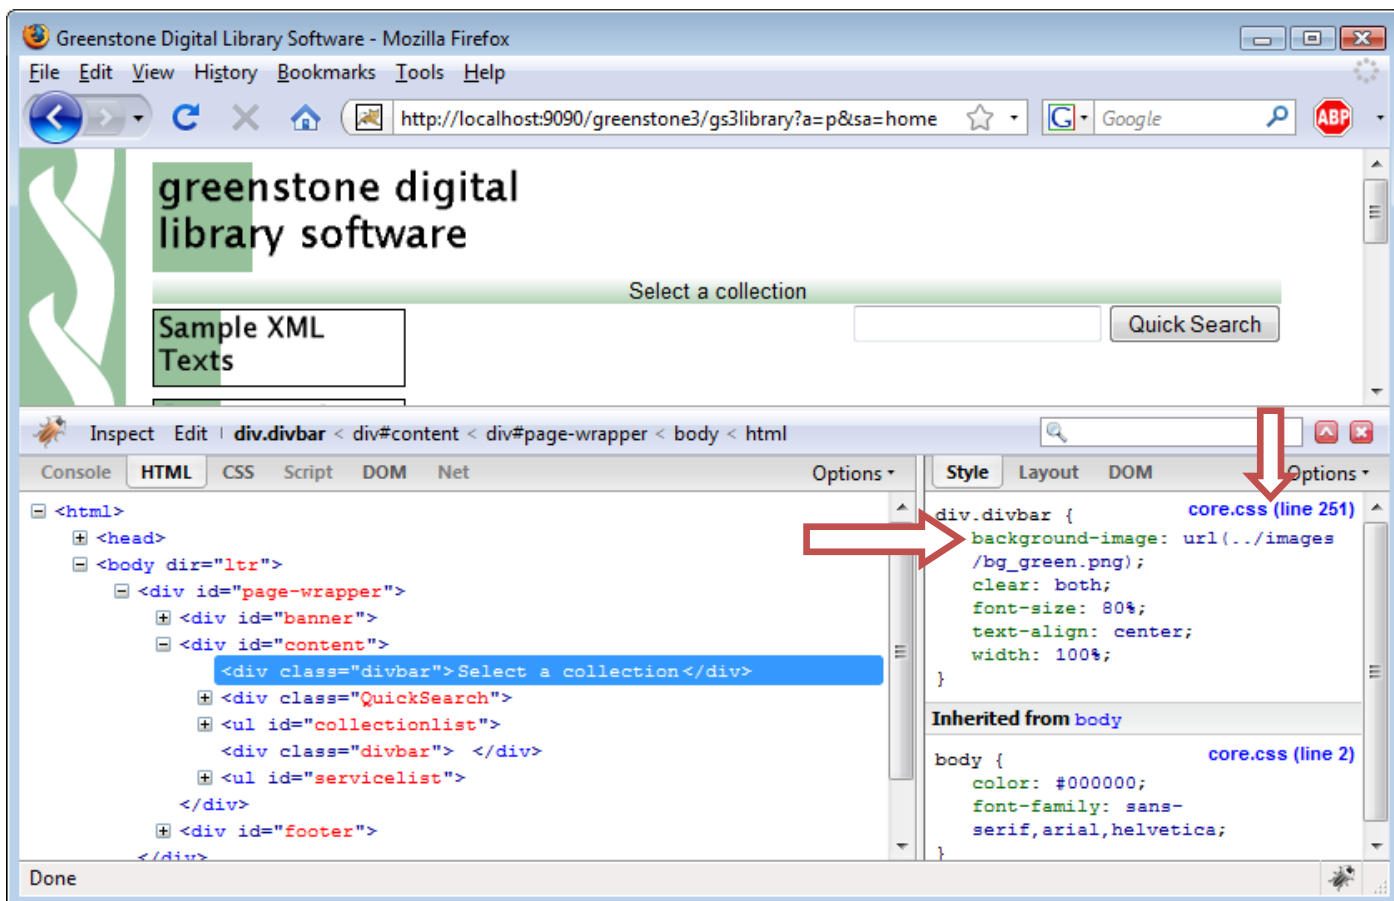 Greenstone Digital Library Software - Mozilla Firefox
File Edit View History Bookmarks Tools Help
http://localhost:9090/greenstone3/gs3library?a=p&sa=home G Google ABP
greenstone digital
library software
Select a collection
Sample XML
Texts
Quick Search
Inspect Edit div.divbar < div#content < div#page-wrapper < body < html
Console HTML CSS Script DOM Net Options
<html>
<head>
<body dir="ltr">
<div id="page-wrapper">
<div id="banner">
<div id="content">
<div class="divbar">Select a collection</div>
<div class="QuickSearch">
<ul id="collectionlist">
<div class="divbar"> </div>
<ul id="servicelist">
</div>
<div id="footer">
</div>
Style Layout DOM Options
div.divbar { core.css (line 251)
background-image: url(../images
/bg_green.png);
clear: both;
font-size: 80%;
text-align: center;
width: 100%;
}
Inherited from body
body { core.css (line 2)
color: #000000;
font-family: sans-
serif,arial,helvetica;
}
Done